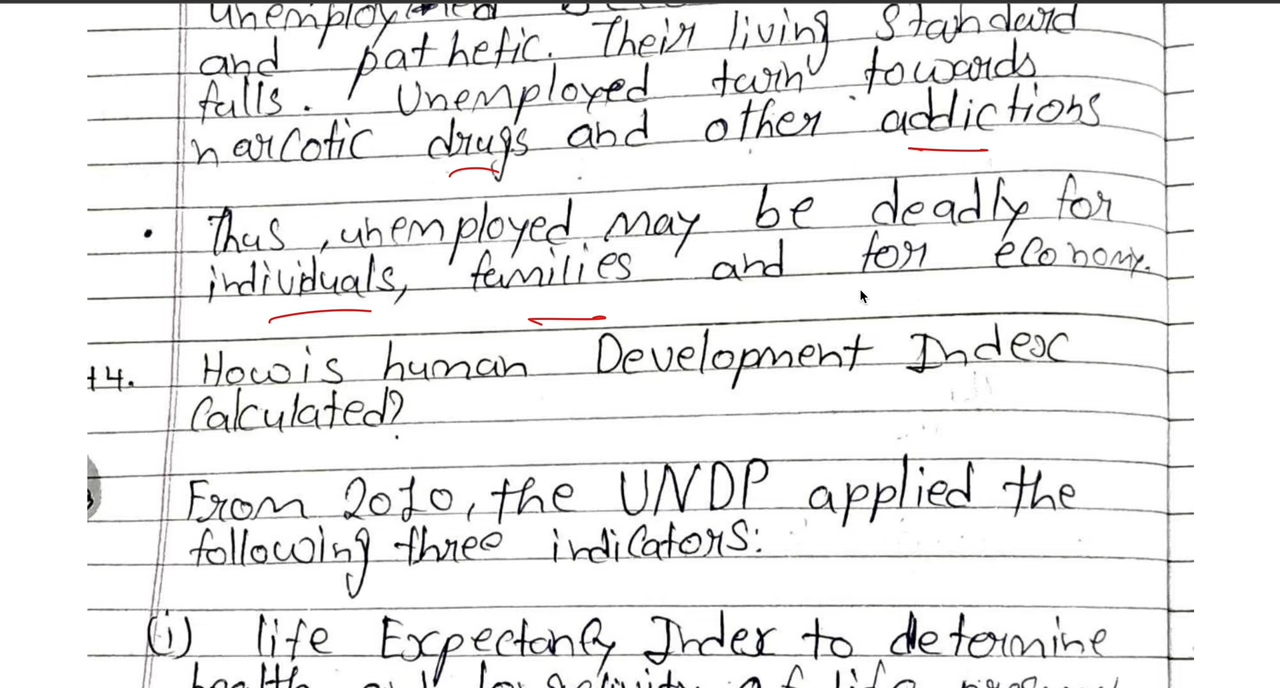 and pathetic. Their living standard
falls. Unemployed turn towards
narcotic drugs and other addictions
• Thus, unemployed may be deadly for
individuals, families and for economy.
14. How is human Development Index
Calculated?
From 2010, the UNDP applied the
following three indicators:
(i) life Expectancy Index to determine